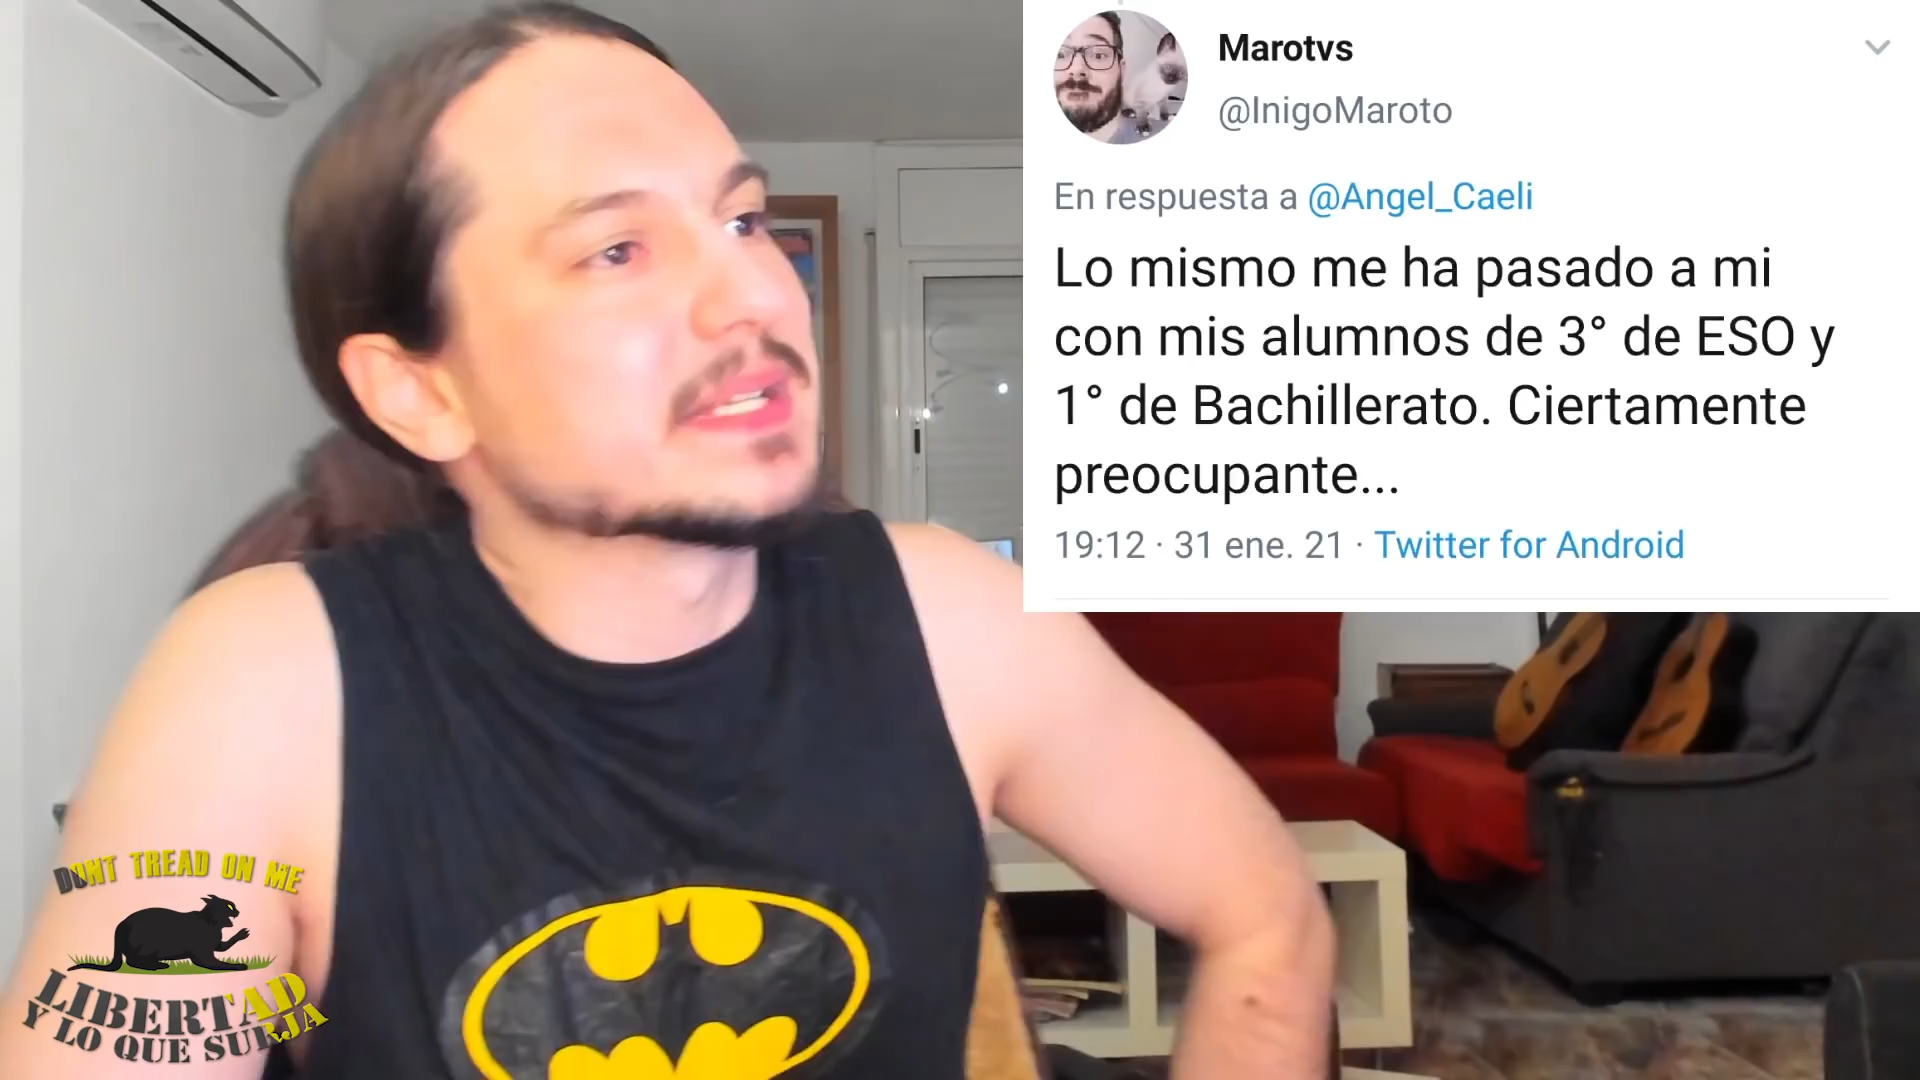 Marotvs
@InigoMaroto
En respuesta a @Angel_Caeli
Lo mismo me ha pasado a mi
con mis alumnos de 3° de ESO y
1° de Bachillerato. Ciertamente
preocupante...
19:12 · 31 ene. 21 · Twitter for Android
DONT TREAD ON ME
LIBERTAD
Y LO QUE SURJA